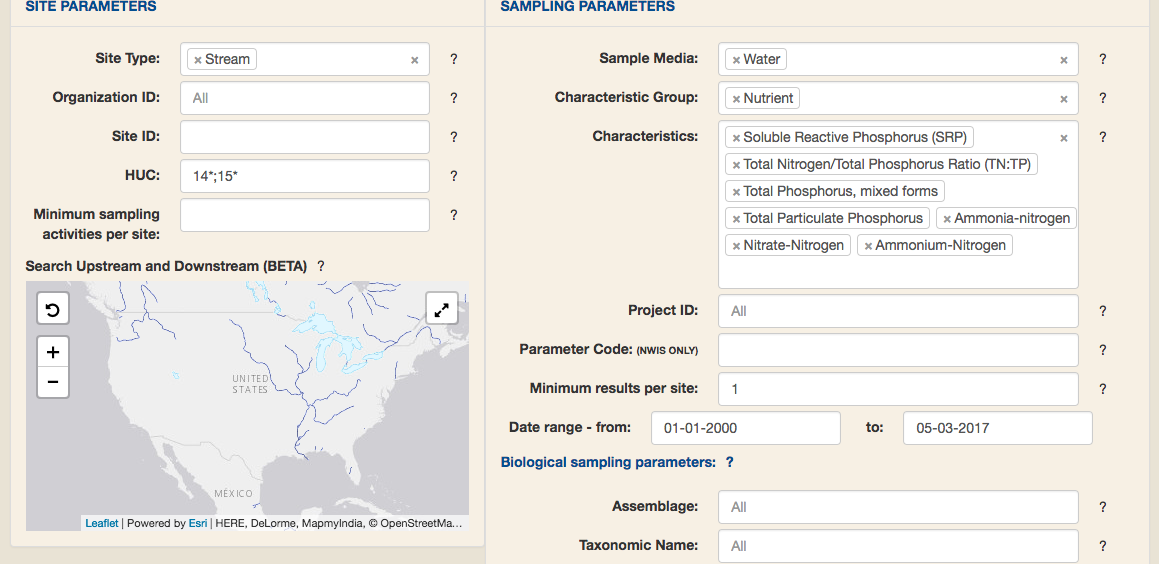 SITE PARAMETERS
Site Type: × Stream × ?
Organization ID: All ?
Site ID: ?
HUC: 14*;15* ?
Minimum sampling
activities per site: ?
Search Upstream and Downstream (BETA) ?
+
−
UNITED
STATES
MÉXICO
Leaflet | Powered by Esri | HERE, DeLorme, MapmyIndia, © OpenStreetMa...
SAMPLING PARAMETERS
Sample Media: × Water × ?
Characteristic Group: × Nutrient × ?
Characteristics: × Soluble Reactive Phosphorus (SRP) × ?
× Total Nitrogen/Total Phosphorus Ratio (TN:TP)
× Total Phosphorus, mixed forms
× Total Particulate Phosphorus × Ammonia-nitrogen
× Nitrate-Nitrogen × Ammonium-Nitrogen
Project ID: All ?
Parameter Code: (NWIS ONLY) ?
Minimum results per site: 1 ?
Date range - from: 01-01-2000 to: 05-03-2017
Biological sampling parameters: ?
Assemblage: All ?
Taxonomic Name: All ?